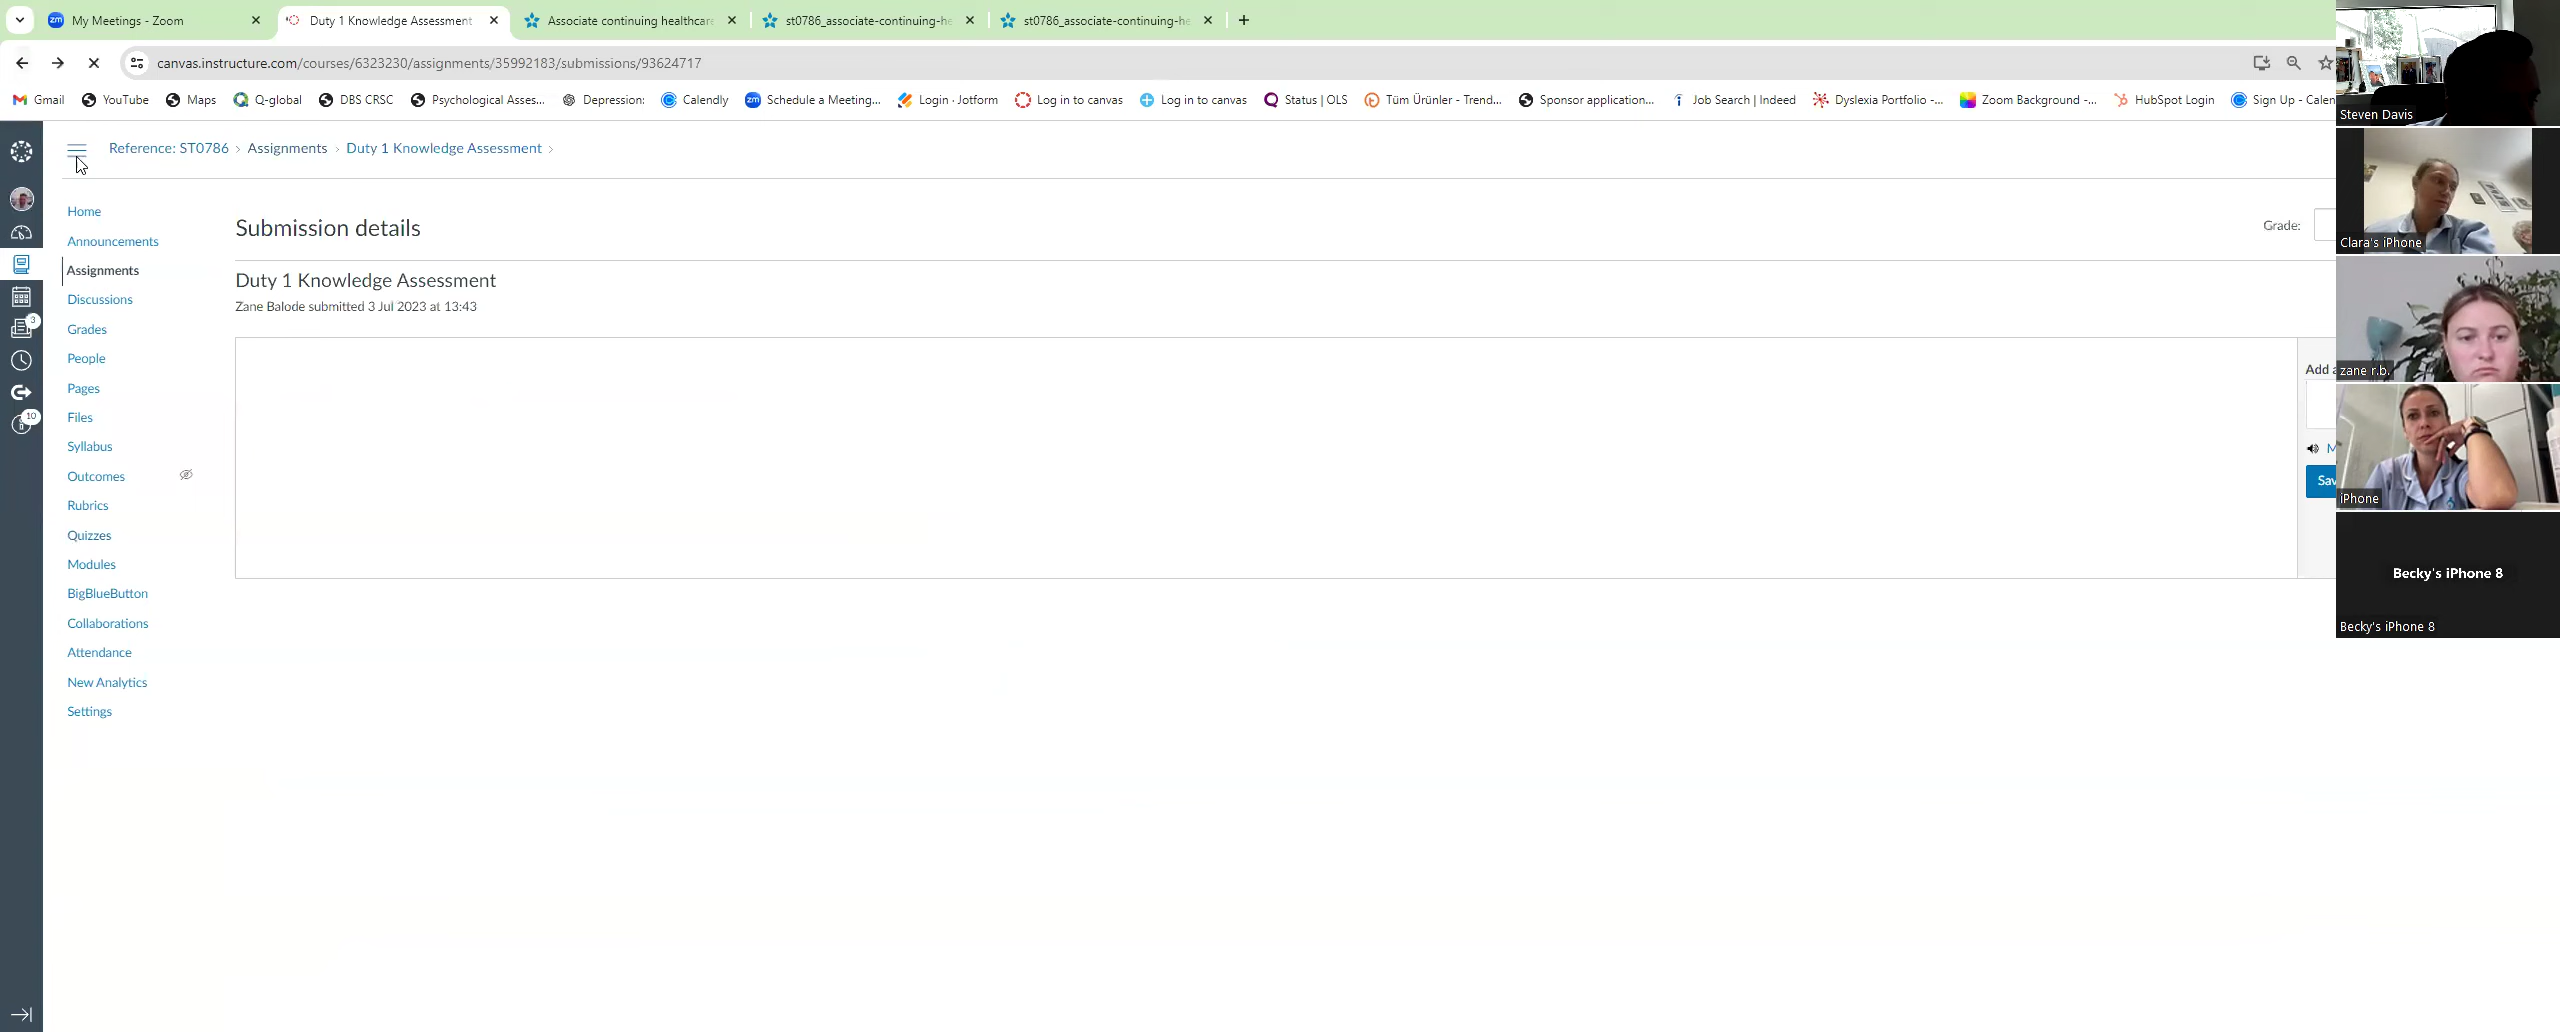 My Meetings - Zoom
Duty 1 Knowledge Assessment
Associate continuing healthcare
st0786_associate-continuing-he
st0786_associate-continuing-he
canvas.instructure.com/courses/6323230/assignments/35992183/submissions/93624717
Gmail
YouTube
Maps
Q-global
DBS CRSC
Psychological Asses...
Depression:
Calendly
Schedule a Meeting...
Login · Jotform
Log in to canvas
Log in to canvas
Status | OLS
Tüm Ürünler - Trend...
Sponsor application...
Job Search | Indeed
Dyslexia Portfolio -...
Zoom Background -...
HubSpot Login
Sign Up - Calen
Reference: ST0786 › Assignments › Duty 1 Knowledge Assessment ›
Home
Announcements
Assignments
Discussions
Grades
People
Pages
Files
Syllabus
Outcomes
Rubrics
Quizzes
Modules
BigBlueButton
Collaborations
Attendance
New Analytics
Settings
3
10
Submission details
Grade:
Duty 1 Knowledge Assessment
Zane Balode submitted 3 Jul 2023 at 13:43
Add a
M
Sav
Steven Davis
Clara's iPhone
zane r.b.
iPhone
Becky's iPhone 8
Becky's iPhone 8